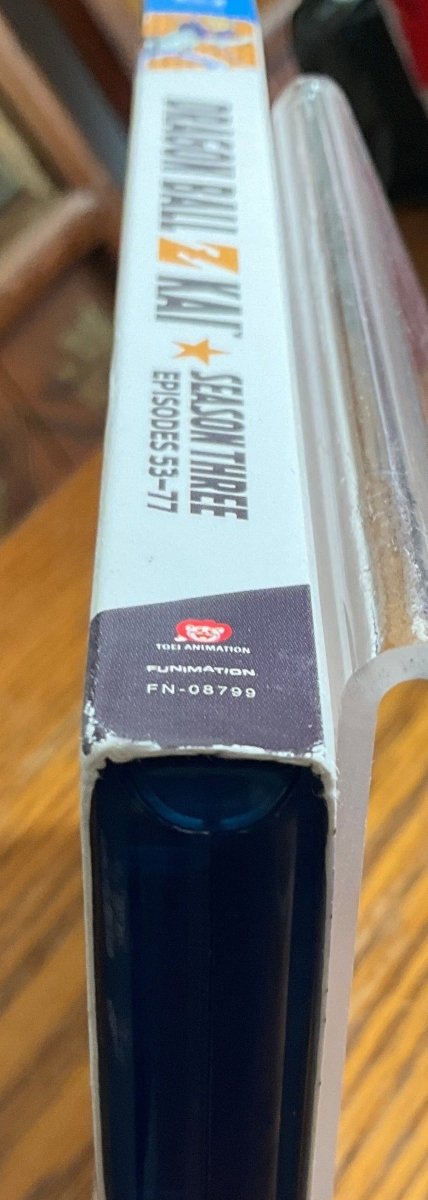 DRAGON BALL Z KAI
SEASON THREE
EPISODES 53-77
TOEI ANIMATION
FUNIMATION
FN-08799